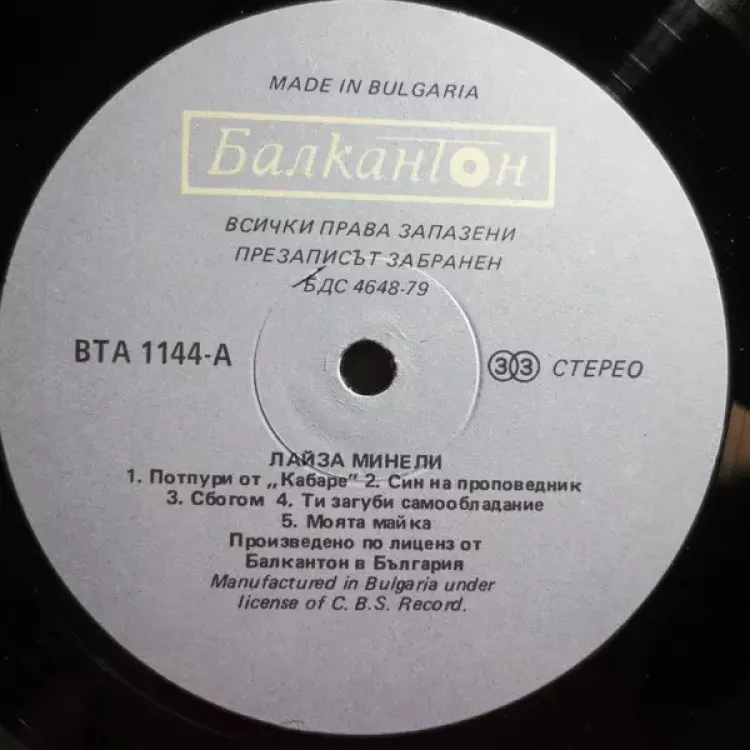 MADE IN BULGARIA
Балкантон
ВСИЧКИ ПРАВА ЗАПАЗЕНИ
ПРЕЗАПИСЪТ ЗАБРАНЕН
БДС 4648-79
ВТА 1144-А
33 СТЕРЕО
ЛАЙЗА МИНЕЛИ
1. Потпури от „Кабаре" 2. Син на проповедник
3. Сбогом 4. Ти загуби самообладание
5. Моята майка
Произведено по лиценз от
Балкантон в България
Manufactured in Bulgaria under
license of C. B. S. Record.